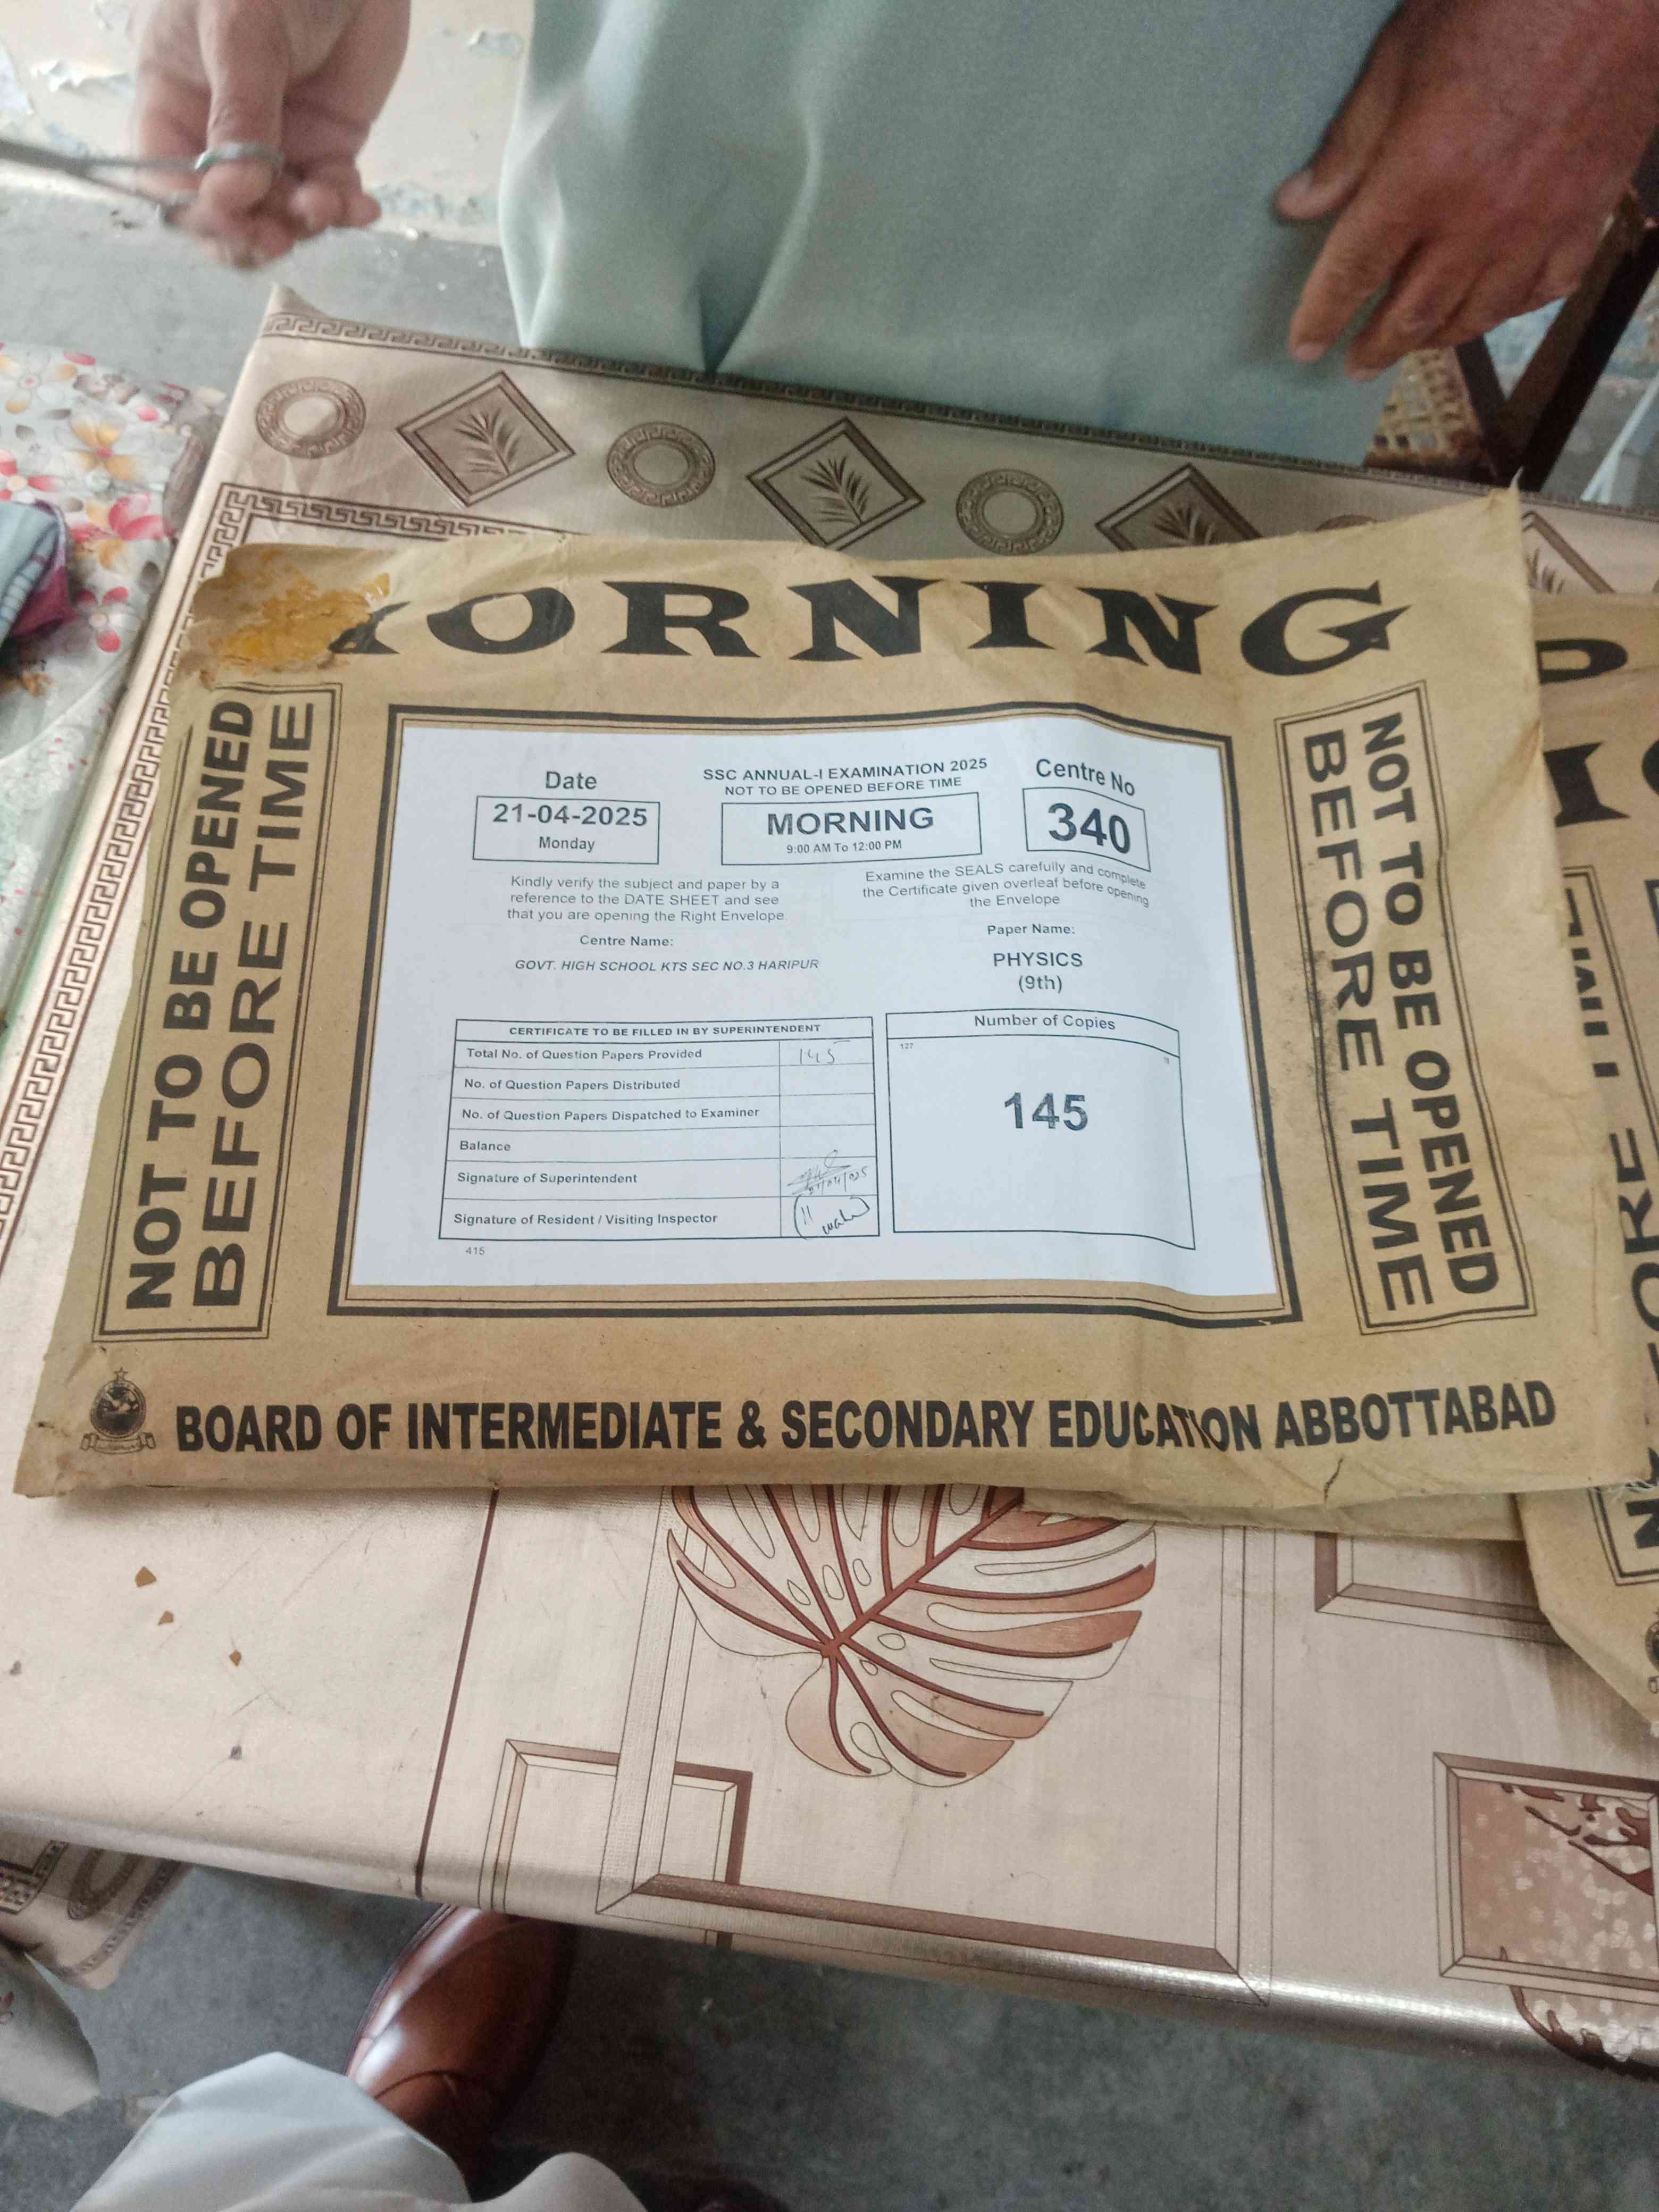 MORNING
NOT TO BE OPENED
BEFORE TIME
Date
21-04-2025
Monday
SSC ANNUAL-I EXAMINATION 2025
NOT TO BE OPENED BEFORE TIME
MORNING
9:00 AM To 12:00 PM
Centre No
340
Kindly verify the subject and paper by a
reference to the DATE SHEET and see
that you are opening the Right Envelope
Examine the SEALS carefully and complete
the Certificate given overleaf before opening
the Envelope
Centre Name:
GOVT. HIGH SCHOOL KTS SEC NO.3 HARIPUR
Paper Name:
PHYSICS
(9th)
CERTIFICATE TO BE FILLED IN BY SUPERINTENDENT
Total No. of Question Papers Provided 145
No. of Question Papers Distributed
No. of Question Papers Dispatched to Examiner
Balance
Signature of Superintendent
Signature of Resident / Visiting Inspector
415
Number of Copies
127
145
NOT TO BE OPENED
BEFORE TIME
BOARD OF INTERMEDIATE & SECONDARY EDUCATION ABBOTTABAD